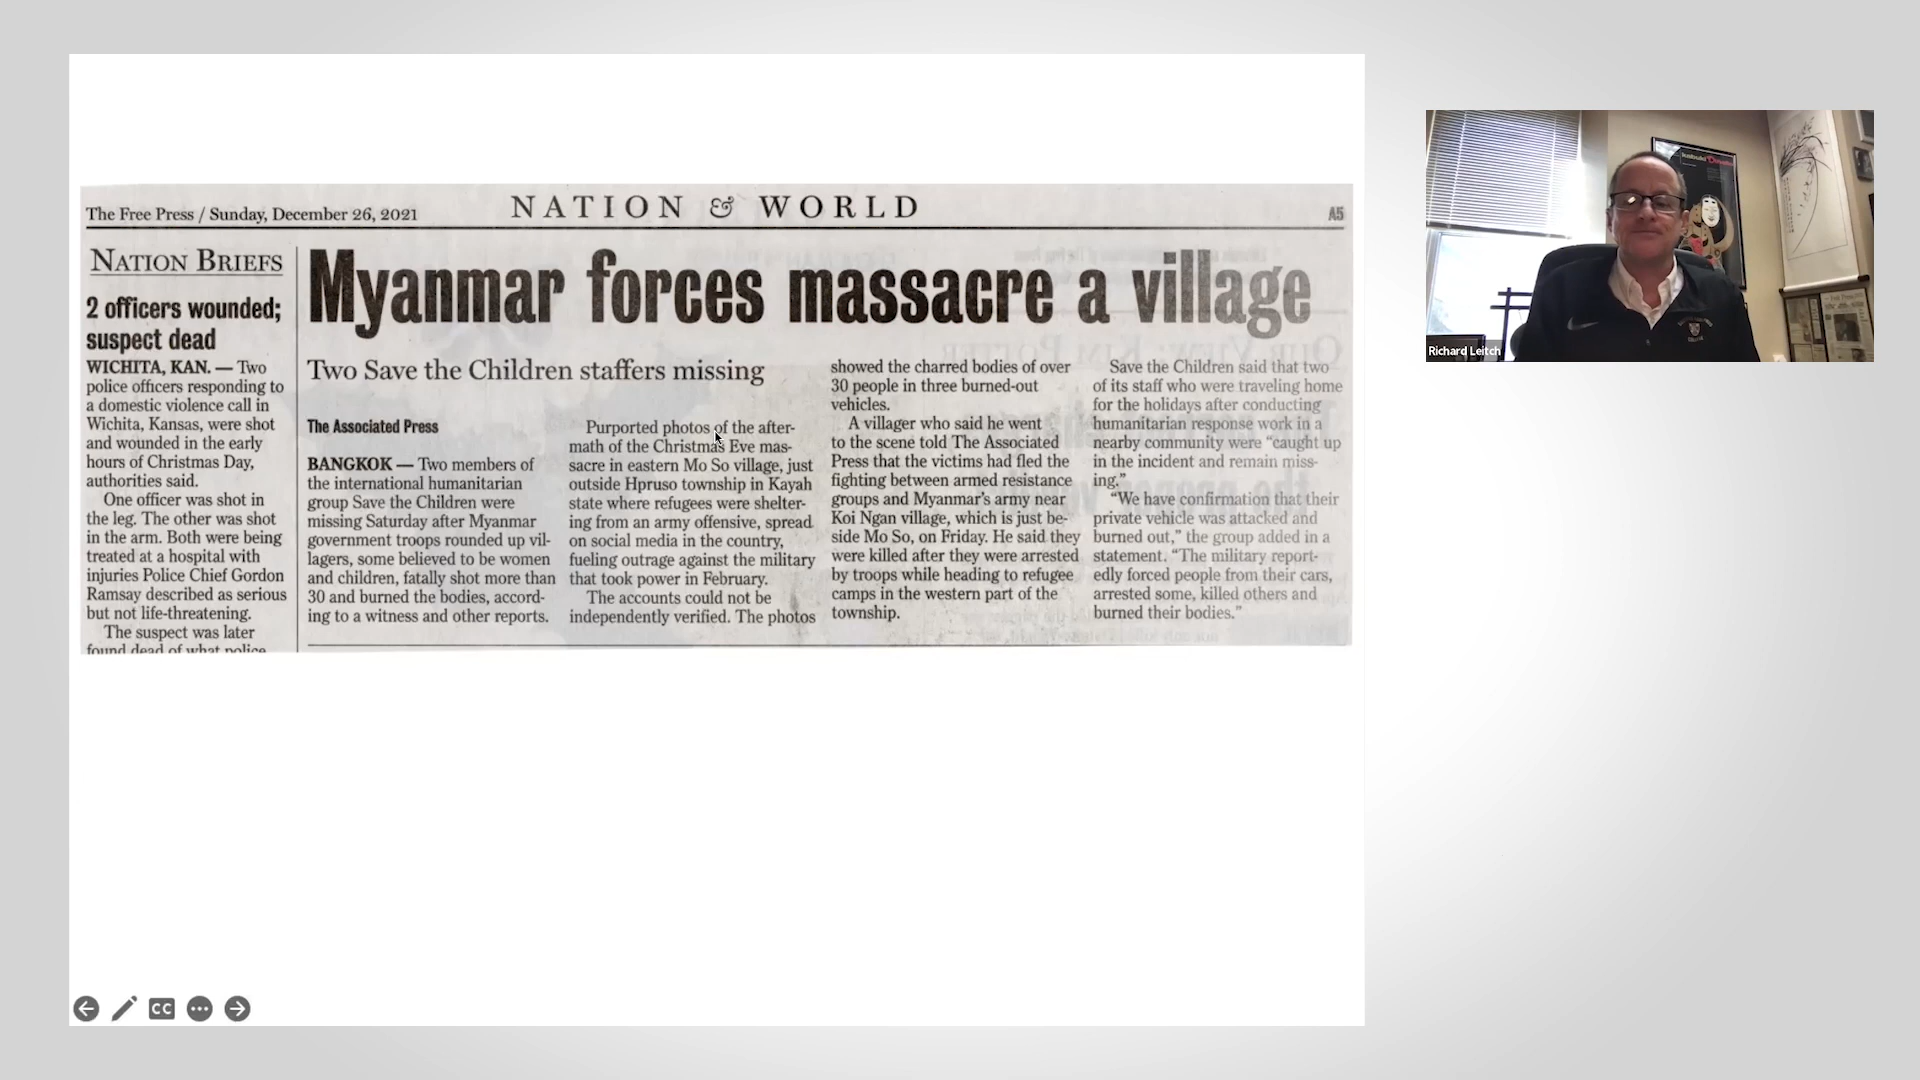 The Free Press / Sunday, December 26, 2021
NATION & WORLD
A5
NATION BRIEFS
2 officers wounded;
suspect dead
WICHITA, KAN. — Two
police officers responding to
a domestic violence call in
Wichita, Kansas, were shot
and wounded in the early
hours of Christmas Day,
authorities said.
One officer was shot in
the leg. The other was shot
in the arm. Both were being
treated at a hospital with
injuries Police Chief Gordon
Ramsay described as serious
but not life-threatening.
The suspect was later
found dead of what police
Myanmar forces massacre a village
Two Save the Children staffers missing
The Associated Press
BANGKOK — Two members of
the international humanitarian
group Save the Children were
missing Saturday after Myanmar
government troops rounded up vil-
lagers, some believed to be women
and children, fatally shot more than
30 and burned the bodies, accord-
ing to a witness and other reports.
Purported photos of the after-
math of the Christmas Eve mas-
sacre in eastern Mo So village, just
outside Hpruso township in Kayah
state where refugees were shelter-
ing from an army offensive, spread
on social media in the country,
fueling outrage against the military
that took power in February.
The accounts could not be
independently verified. The photos
showed the charred bodies of over
30 people in three burned-out
vehicles.
A villager who said he went
to the scene told The Associated
Press that the victims had fled the
fighting between armed resistance
groups and Myanmar's army near
Koi Ngan village, which is just be-
side Mo So, on Friday. He said they
were killed after they were arrested
by troops while heading to refugee
camps in the western part of the
township.
Save the Children said that two
of its staff who were traveling home
for the holidays after conducting
humanitarian response work in a
nearby community were “caught up
in the incident and remain miss-
ing.”
“We have confirmation that their
private vehicle was attacked and
burned out,” the group added in a
statement. “The military report-
edly forced people from their cars,
arrested some, killed others and
burned their bodies.”
CC
Richard Leitch